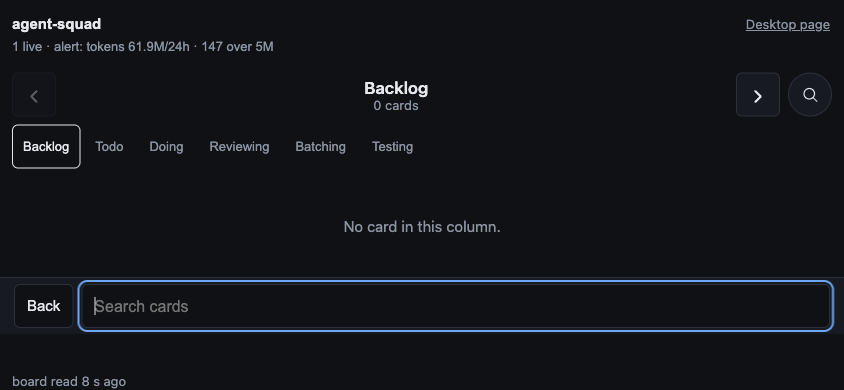 agent-squad
Desktop page
1 live · alert: tokens 61.9M/24h · 147 over 5M
Backlog
0 cards
Backlog Todo Doing Reviewing Batching Testing
No card in this column.
Back Search cards
board read 8 s ago